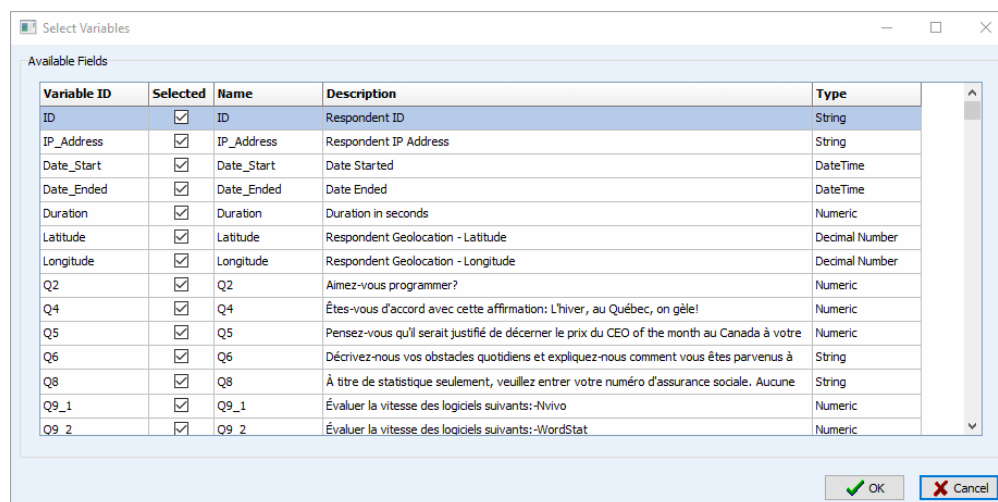 Select Variables
Available Fields
Variable ID Selected Name Description Type
ID ID Respondent ID String
IP_Address IP_Address Respondent IP Address String
Date_Start Date_Start Date Started DateTime
Date_Ended Date_Ended Date Ended DateTime
Duration Duration Duration in seconds Numeric
Latitude Latitude Respondent Geolocation - Latitude Decimal Number
Longitude Longitude Respondent Geolocation - Longitude Decimal Number
Q2 Q2 Aimez-vous programmer? Numeric
Q4 Q4 Êtes-vous d'accord avec cette affirmation: L'hiver, au Québec, on gèle! Numeric
Q5 Q5 Pensez-vous qu'il serait justifié de décerner le prix du CEO of the month au Canada à votre Numeric
Q6 Q6 Décrivez-nous vos obstacles quotidiens et expliquez-nous comment vous êtes parvenus à String
Q8 Q8 À titre de statistique seulement, veuillez entrer votre numéro d'assurance sociale. Aucune String
Q9_1 Q9_1 Évaluer la vitesse des logiciels suivants:-Nvivo Numeric
Q9_2 Q9_2 Évaluer la vitesse des logiciels suivants:-WordStat Numeric
OK Cancel